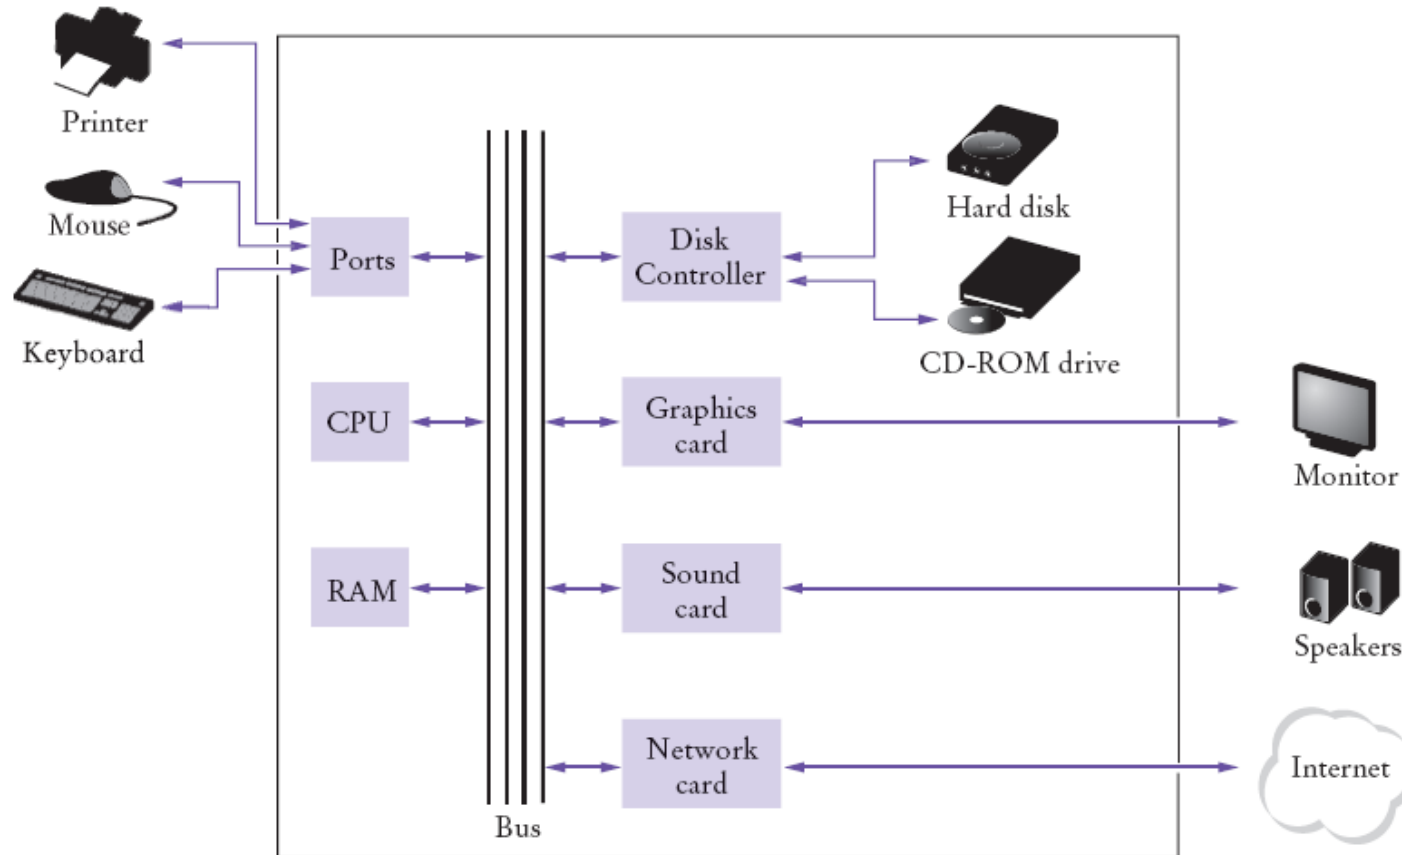 Printer
Mouse
Keyboard
Ports
CPU
RAM
Bus
Disk
Controller
Hard disk
CD-ROM drive
Graphics
card
Monitor
Sound
card
Speakers
Network
card
Internet